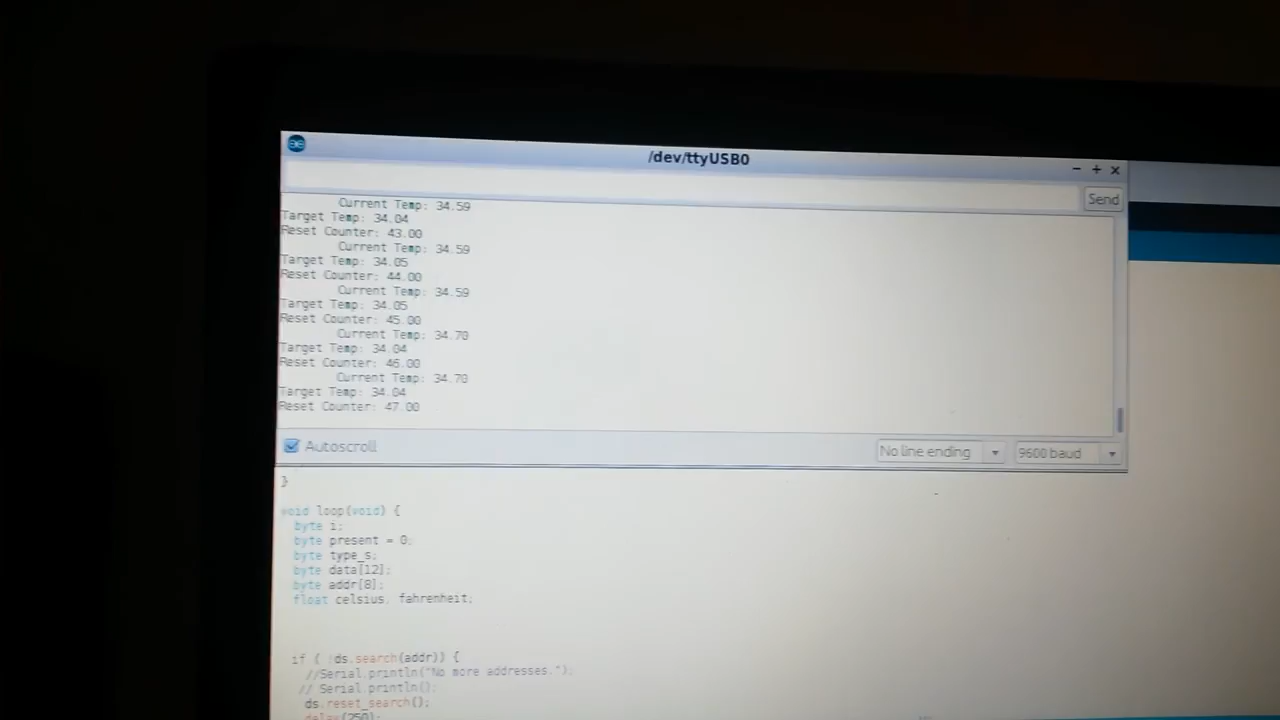 /dev/ttyUSB0
Send
Current Temp: 34.59
Target Temp: 34.04
Reset Counter: 43.00
Current Temp: 34.59
Target Temp: 34.05
Reset Counter: 44.00
Current Temp: 34.59
Target Temp: 34.05
Reset Counter: 45.00
Current Temp: 34.70
Target Temp: 34.04
Reset Counter: 46.00
Current Temp: 34.70
Target Temp: 34.04
Reset Counter: 47.00
Autoscroll
No line ending
9600 baud
}
void loop(void) {
byte i;
byte present = 0;
byte type_s;
byte data[12];
byte addr[8];
float celsius, fahrenheit;
if ( !ds.search(addr)) {
//Serial.println("No more addresses.");
// Serial.println();
ds.reset_search();
delay(250);